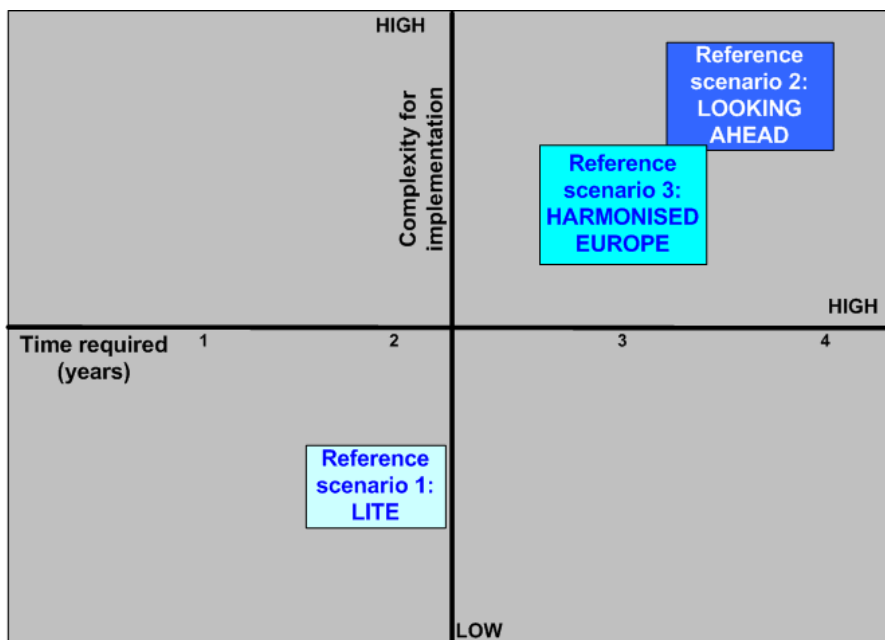 HIGH
Complexity for
implementation
Reference
scenario 2:
LOOKING
AHEAD
Reference
scenario 3:
HARMONISED
EUROPE
HIGH
Time required
(years)
1
2
3
4
Reference
scenario 1:
LITE
LOW